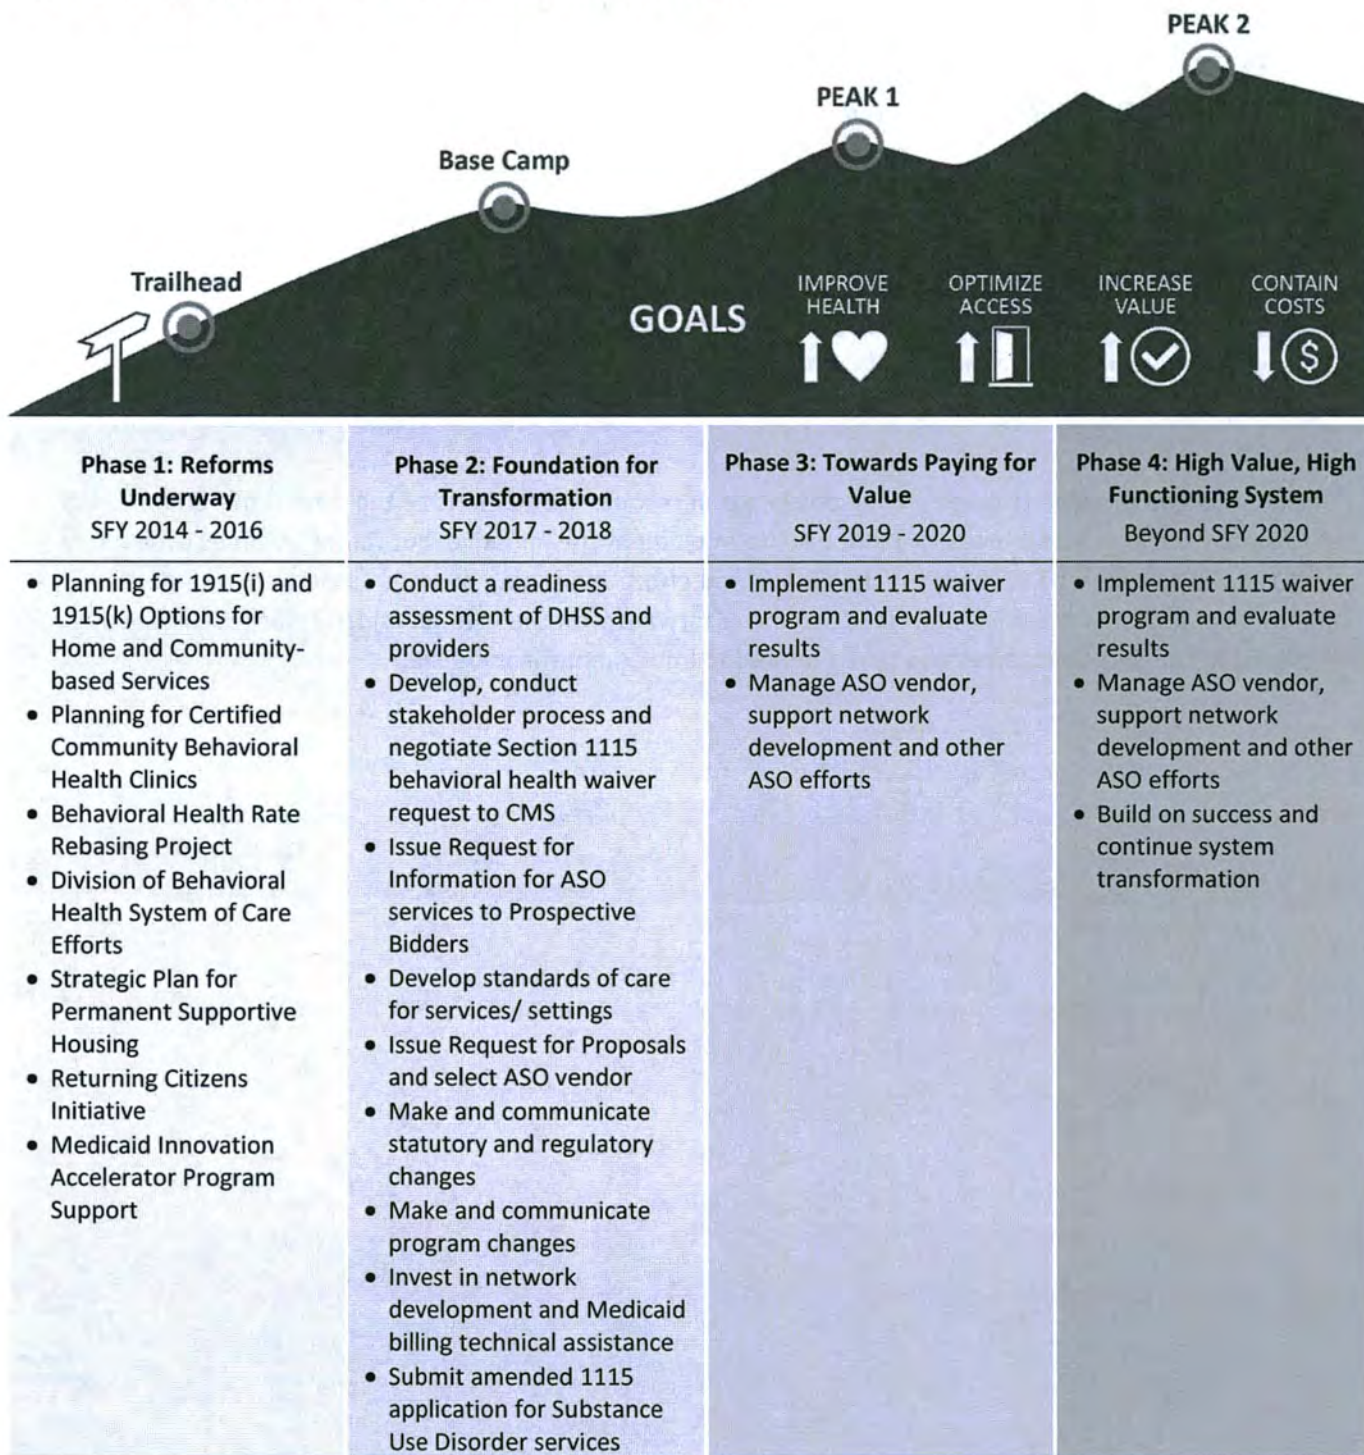 PEAK 2
PEAK 1
Base Camp
Trailhead
GOALS
IMPROVE
HEALTH
OPTIMIZE
ACCESS
INCREASE
VALUE
CONTAIN
COSTS
$
Phase 1: Reforms
Underway
SFY 2014 - 2016
• Planning for 1915(i) and
1915(k) Options for
Home and Community-
based Services
• Planning for Certified
Community Behavioral
Health Clinics
• Behavioral Health Rate
Rebasing Project
• Division of Behavioral
Health System of Care
Efforts
• Strategic Plan for
Permanent Supportive
Housing
• Returning Citizens
Initiative
• Medicaid Innovation
Accelerator Program
Support
Phase 2: Foundation for
Transformation
SFY 2017 - 2018
• Conduct a readiness
assessment of DHSS and
providers
• Develop, conduct
stakeholder process and
negotiate Section 1115
behavioral health waiver
request to CMS
• Issue Request for
Information for ASO
services to Prospective
Bidders
• Develop standards of care
for services/ settings
• Issue Request for Proposals
and select ASO vendor
• Make and communicate
statutory and regulatory
changes
• Make and communicate
program changes
• Invest in network
development and Medicaid
billing technical assistance
• Submit amended 1115
application for Substance
Use Disorder services
Phase 3: Towards Paying for
Value
SFY 2019 - 2020
• Implement 1115 waiver
program and evaluate
results
• Manage ASO vendor,
support network
development and other
ASO efforts
Phase 4: High Value, High
Functioning System
Beyond SFY 2020
• Implement 1115 waiver
program and evaluate
results
• Manage ASO vendor,
support network
development and other
ASO efforts
• Build on success and
continue system
transformation